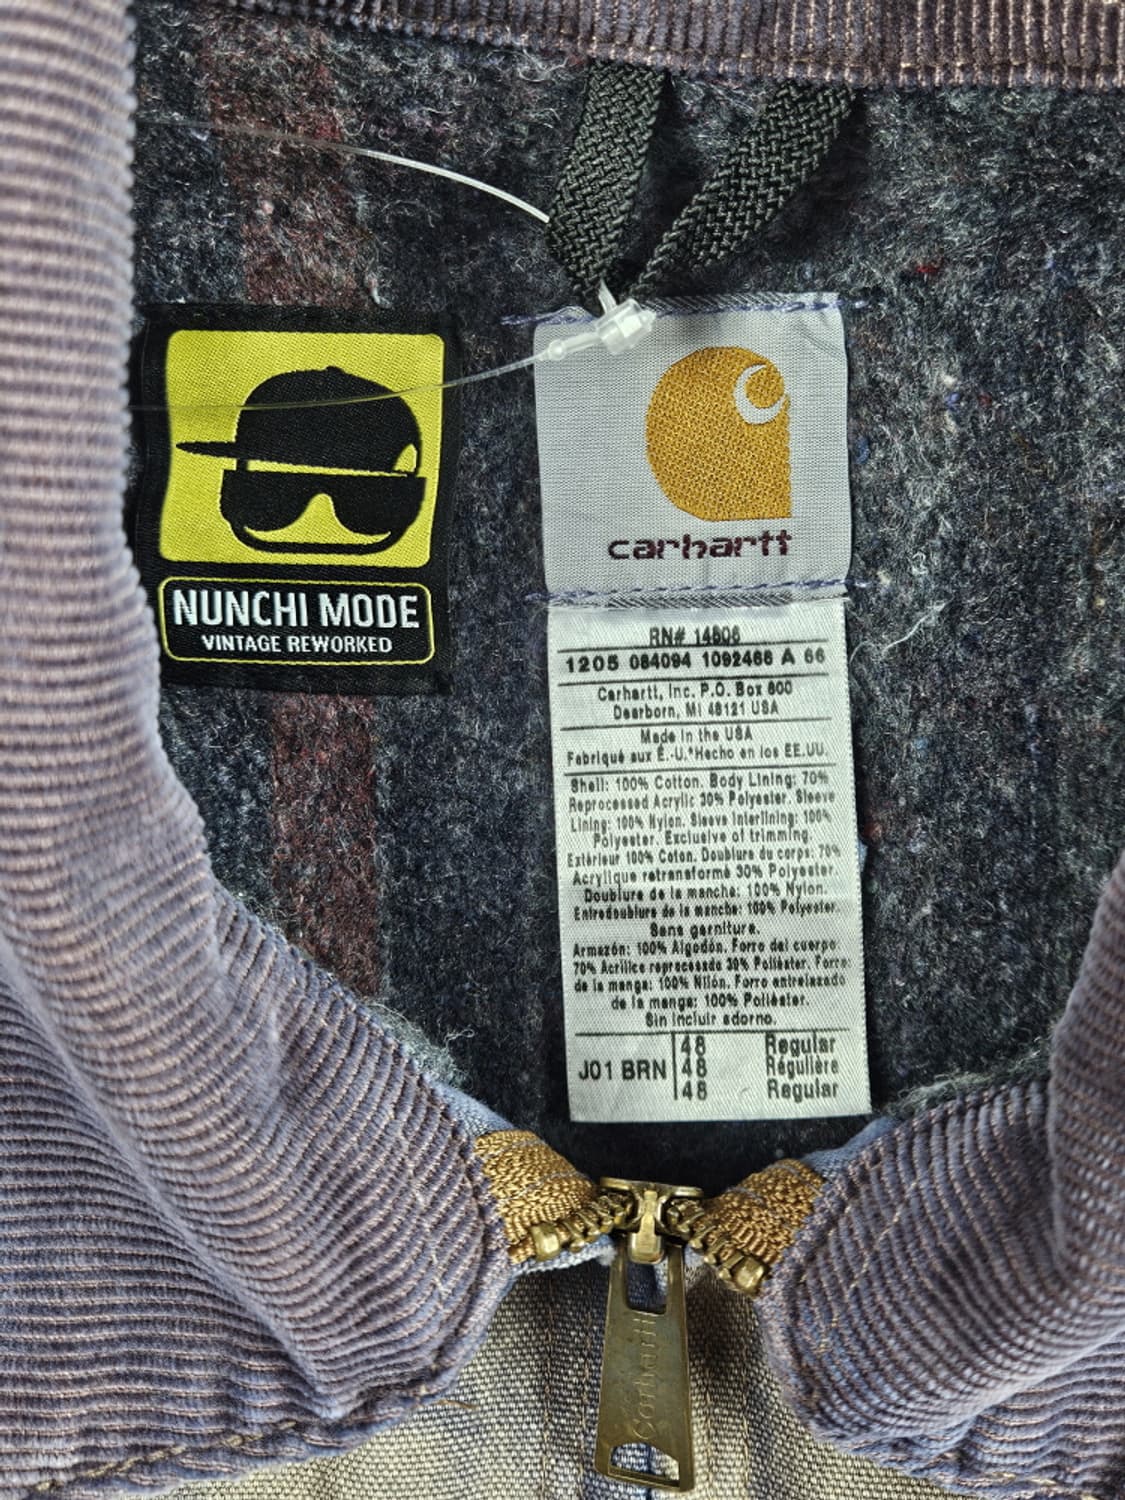 NUNCHI MODE
VINTAGE REWORKED
carhartt
RN# 14806
1205 084094 1092466 A 66
Carhartt, Inc. P.O. Box 600
Dearborn, MI 48121 USA
Made in the USA
Fabriqué aux É.-U.*Hecho en los EE.UU.
Shell: 100% Cotton. Body Lining: 70%
Reprocessed Acrylic 30% Polyester. Sleeve
Lining: 100% Nylon. Sleeve Interlining: 100%
Polyester. Exclusive of trimming.
Extérieur 100% Coton. Doublure du corps: 70%
Acrylique retransformé 30% Polyester.
Doublure de la manche: 100% Nylon.
Entredoublure de la manche: 100% Polyester.
Sans garniture.
Armazón: 100% Algodón. Forro del cuerpo
70% Acrílico reprocesado 30% Poliéster. Forro
de la manga: 100% Nilón. Forro entrelazado
de la manga: 100% Poliéster.
Sin incluir adorno.
J01 BRN
48 Regular
48 Régulière
48 Regular
Carhartt